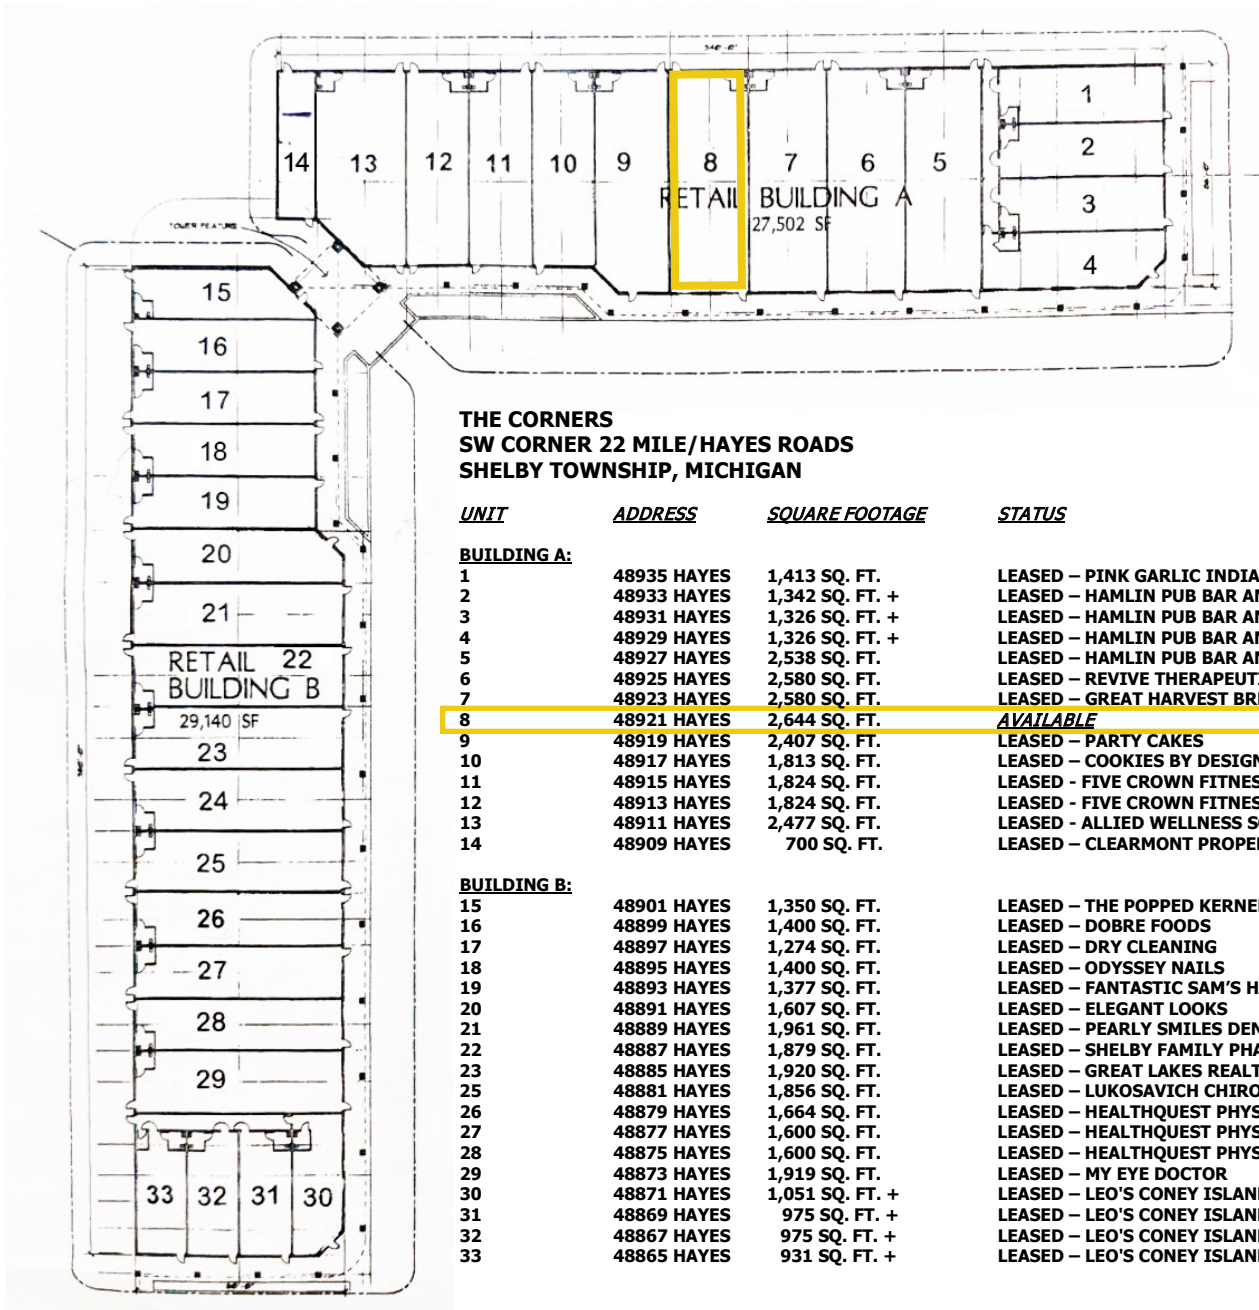 14 13 12 11 10 9 8 7 6 5
1
2
3
4
RETAIL BUILDING A
27,502 SF
TOWER FEATURE
15
16
17
18
19
20
21
22
RETAIL
BUILDING B
29,140 SF
23
24
25
26
27
28
29
33 32 31 30
THE CORNERS
SW CORNER 22 MILE/HAYES ROADS
SHELBY TOWNSHIP, MICHIGAN
UNIT ADDRESS SQUARE FOOTAGE STATUS
BUILDING A:
1 48935 HAYES 1,413 SQ. FT. LEASED – PINK GARLIC INDIA
2 48933 HAYES 1,342 SQ. FT. + LEASED – HAMLIN PUB BAR AN
3 48931 HAYES 1,326 SQ. FT. + LEASED – HAMLIN PUB BAR AN
4 48929 HAYES 1,326 SQ. FT. + LEASED – HAMLIN PUB BAR AN
5 48927 HAYES 2,538 SQ. FT. LEASED – HAMLIN PUB BAR AN
6 48925 HAYES 2,580 SQ. FT. LEASED – REVIVE THERAPEUT
7 48923 HAYES 2,580 SQ. FT. LEASED – GREAT HARVEST BR
8 48921 HAYES 2,644 SQ. FT. AVAILABLE
9 48919 HAYES 2,407 SQ. FT. LEASED – PARTY CAKES
10 48917 HAYES 1,813 SQ. FT. LEASED – COOKIES BY DESIGN
11 48915 HAYES 1,824 SQ. FT. LEASED - FIVE CROWN FITNES
12 48913 HAYES 1,824 SQ. FT. LEASED - FIVE CROWN FITNES
13 48911 HAYES 2,477 SQ. FT. LEASED - ALLIED WELLNESS S
14 48909 HAYES 700 SQ. FT. LEASED – CLEARMONT PROPE
BUILDING B:
15 48901 HAYES 1,350 SQ. FT. LEASED – THE POPPED KERNE
16 48899 HAYES 1,400 SQ. FT. LEASED – DOBRE FOODS
17 48897 HAYES 1,274 SQ. FT. LEASED – DRY CLEANING
18 48895 HAYES 1,400 SQ. FT. LEASED – ODYSSEY NAILS
19 48893 HAYES 1,377 SQ. FT. LEASED – FANTASTIC SAM’S H
20 48891 HAYES 1,607 SQ. FT. LEASED – ELEGANT LOOKS
21 48889 HAYES 1,961 SQ. FT. LEASED – PEARLY SMILES DEN
22 48887 HAYES 1,879 SQ. FT. LEASED – SHELBY FAMILY PHA
23 48885 HAYES 1,920 SQ. FT. LEASED – GREAT LAKES REALT
25 48881 HAYES 1,856 SQ. FT. LEASED – LUKOSAVICH CHIRO
26 48879 HAYES 1,664 SQ. FT. LEASED – HEALTHQUEST PHYS
27 48877 HAYES 1,600 SQ. FT. LEASED – HEALTHQUEST PHYS
28 48875 HAYES 1,600 SQ. FT. LEASED – HEALTHQUEST PHYS
29 48873 HAYES 1,919 SQ. FT. LEASED – MY EYE DOCTOR
30 48871 HAYES 1,051 SQ. FT. + LEASED – LEO'S CONEY ISLAN
31 48869 HAYES 975 SQ. FT. + LEASED – LEO'S CONEY ISLAN
32 48867 HAYES 975 SQ. FT. + LEASED – LEO'S CONEY ISLAN
33 48865 HAYES 931 SQ. FT. + LEASED – LEO'S CONEY ISLAN